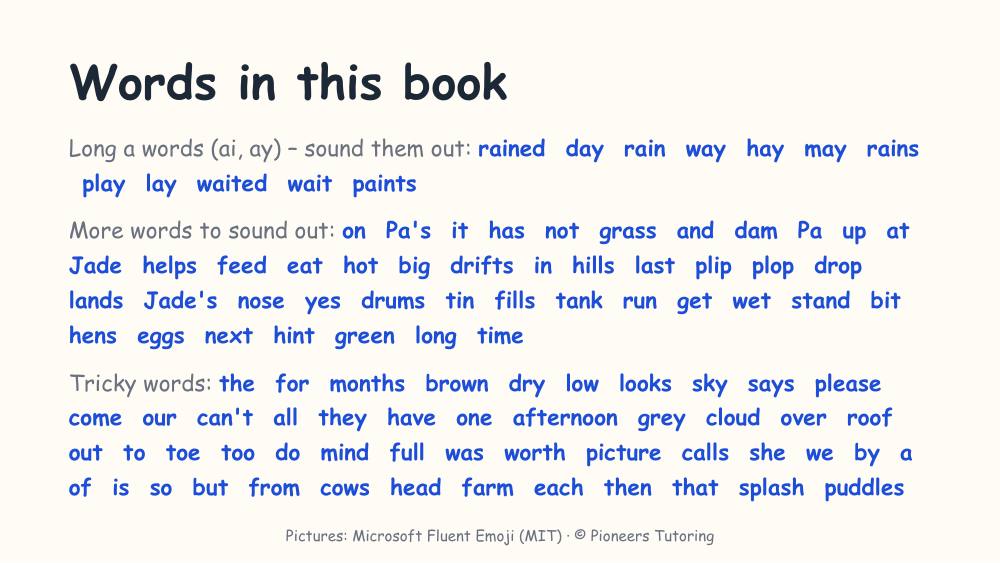 Words in this book
Long a words (ai, ay) – sound them out: rained day rain way hay may rains
play lay waited wait paints
More words to sound out: on Pa's it has not grass and dam Pa up at
Jade helps feed eat hot big drifts in hills last plip plop drop
lands Jade's nose yes drums tin fills tank run get wet stand bit
hens eggs next hint green long time
Tricky words: the for months brown dry low looks sky says please
come our can't all they have one afternoon grey cloud over roof
out to toe too do mind full was worth picture calls she we by a
of is so but from cows head farm each then that splash puddles
Pictures: Microsoft Fluent Emoji (MIT) · © Pioneers Tutoring